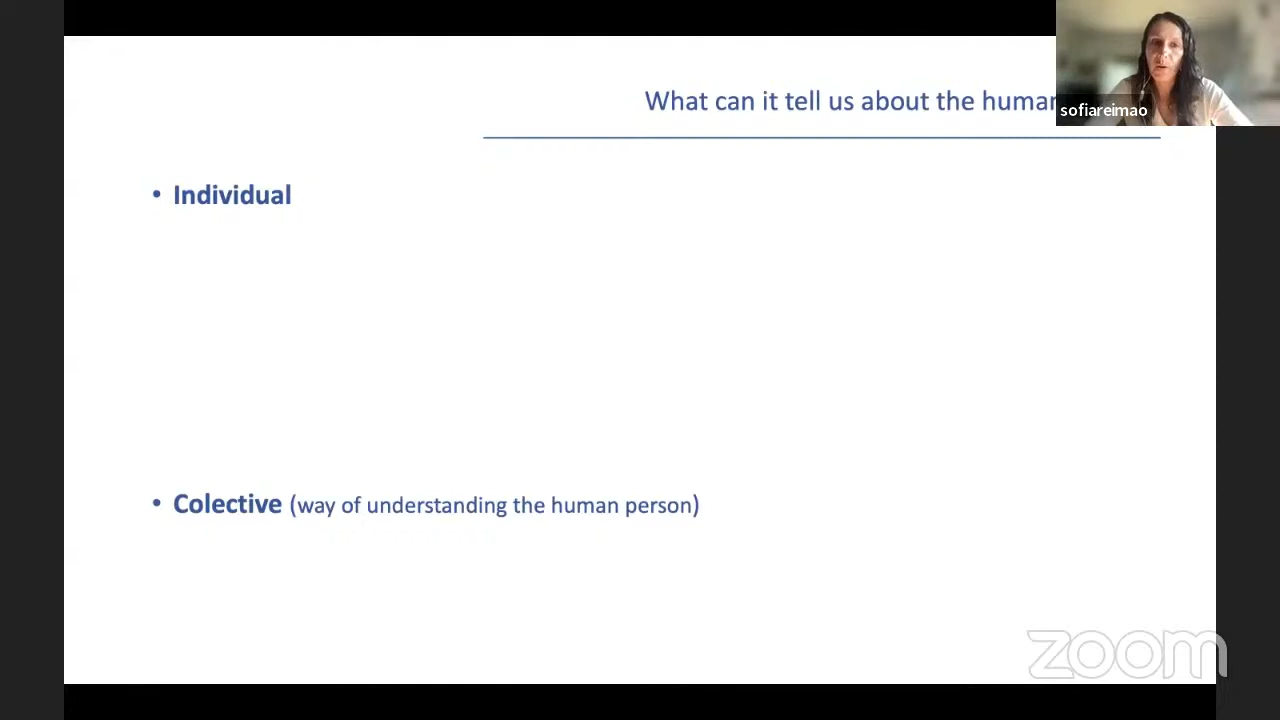 What can it tell us about the human
sofiareimao
• Individual
• Colective (way of understanding the human person)
zoom